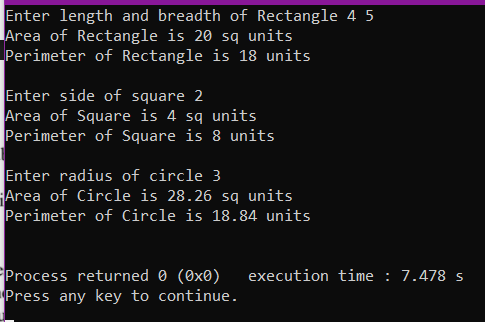 Enter length and breadth of Rectangle 4 5
Area of Rectangle is 20 sq units
Perimeter of Rectangle is 18 units
Enter side of square 2
Area of Square is 4 sq units
Perimeter of Square is 8 units
Enter radius of circle 3
Area of Circle is 28.26 sq units
Perimeter of Circle is 18.84 units
Process returned 0 (0x0)   execution time : 7.478 s
Press any key to continue.